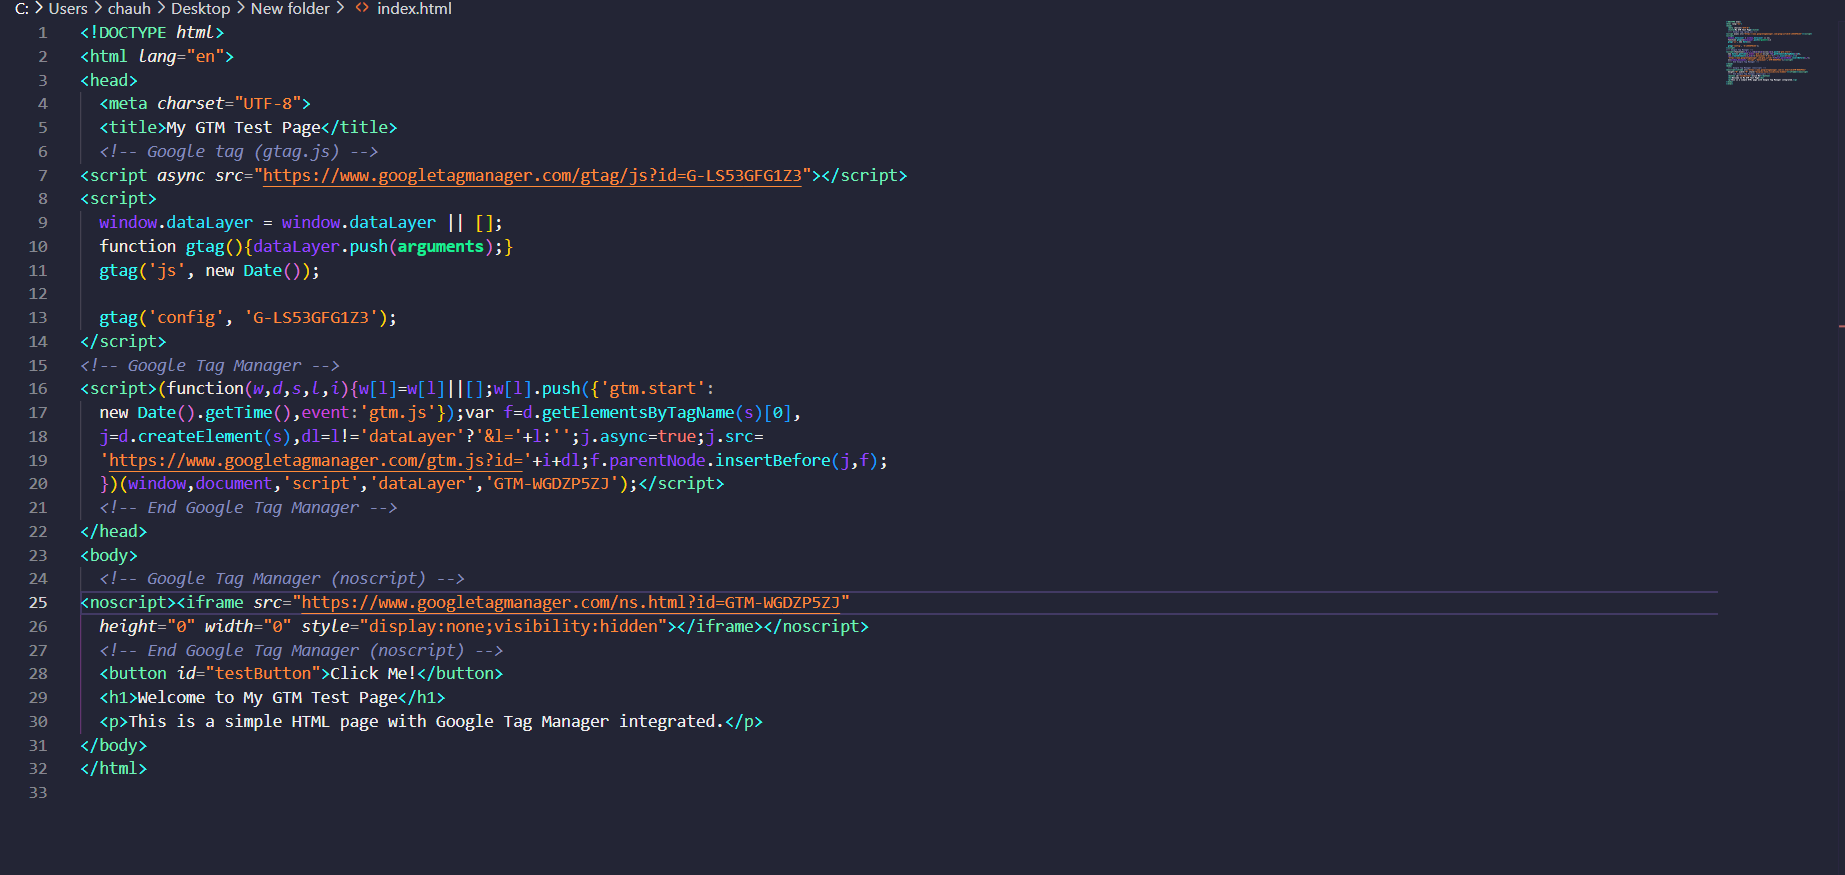 C: > Users > chauh > Desktop > New folder > <> index.html
1 <!DOCTYPE html>
2 <html lang="en">
3 <head>
4   <meta charset="UTF-8">
5   <title>My GTM Test Page</title>
6   <!-- Google tag (gtag.js) -->
7 <script async src="https://www.googletagmanager.com/gtag/js?id=G-LS53GFG1Z3"></script>
8 <script>
9   window.dataLayer = window.dataLayer || [];
10   function gtag(){dataLayer.push(arguments);}
11   gtag('js', new Date());
12
13   gtag('config', 'G-LS53GFG1Z3');
14 </script>
15 <!-- Google Tag Manager -->
16 <script>(function(w,d,s,l,i){w[l]=w[l]||[];w[l].push({'gtm.start':
17   new Date().getTime(),event:'gtm.js'});var f=d.getElementsByTagName(s)[0],
18   j=d.createElement(s),dl=l!='dataLayer'?'&l='+l:'';j.async=true;j.src=
19   'https://www.googletagmanager.com/gtm.js?id='+i+dl;f.parentNode.insertBefore(j,f);
20   })(window,document,'script','dataLayer','GTM-WGDZP5ZJ');</script>
21   <!-- End Google Tag Manager -->
22 </head>
23 <body>
24   <!-- Google Tag Manager (noscript) -->
25 <noscript><iframe src="https://www.googletagmanager.com/ns.html?id=GTM-WGDZP5ZJ"
26   height="0" width="0" style="display:none;visibility:hidden"></iframe></noscript>
27   <!-- End Google Tag Manager (noscript) -->
28   <button id="testButton">Click Me!</button>
29   <h1>Welcome to My GTM Test Page</h1>
30   <p>This is a simple HTML page with Google Tag Manager integrated.</p>
31 </body>
32 </html>
33